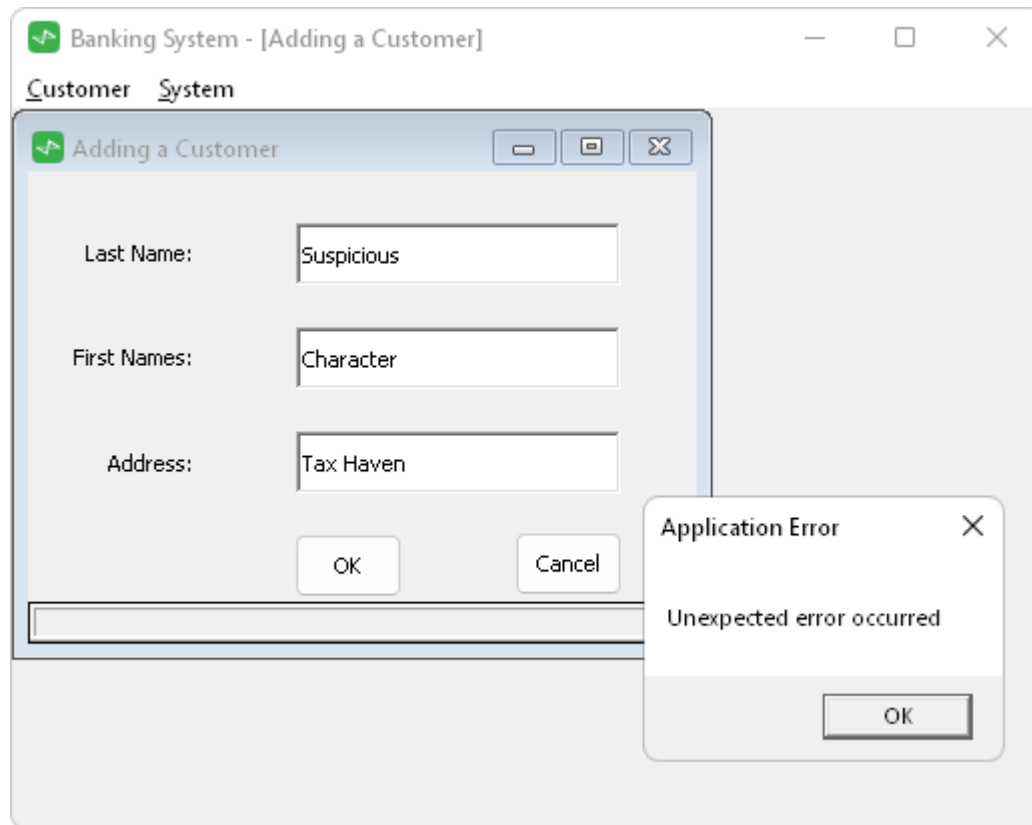 Banking System - [Adding a Customer]
Customer System
Adding a Customer
Last Name: Suspicious
First Names: Character
Address: Tax Haven
OK Cancel
Application Error
Unexpected error occurred
OK